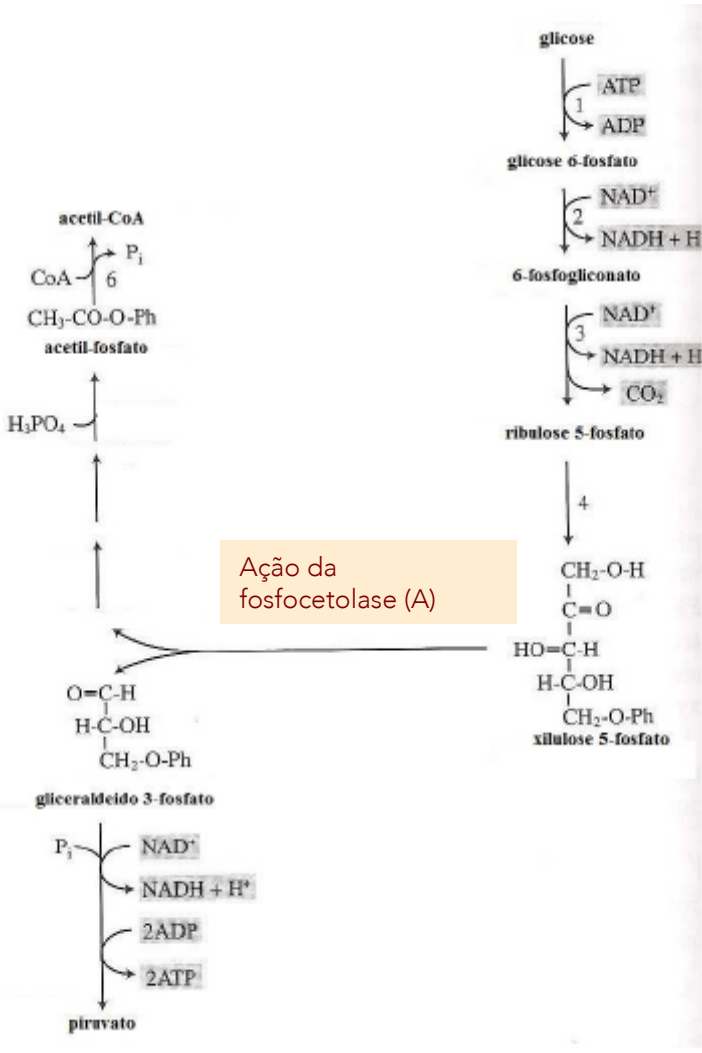 glicose
ATP
1
ADP
glicose 6-fosfato
NAD⁺
2
NADH + H
6-fosfogliconato
NAD⁺
3
NADH + H
CO₂
ribulose 5-fosfato
4
CH₂-O-H
C=O
HO=C-H
H-C-OH
CH₂-O-Ph
xilulose 5-fosfato
Ação da
fosfocetolase (A)
acetil-CoA
Pᵢ
CoA 6
CH₃-CO-O-Ph
acetil-fosfato
H₃PO₄
O=C-H
H-C-OH
CH₂-O-Ph
gliceraldeido 3-fosfato
Pᵢ NAD⁺
NADH + H⁺
2ADP
2ATP
piruvato